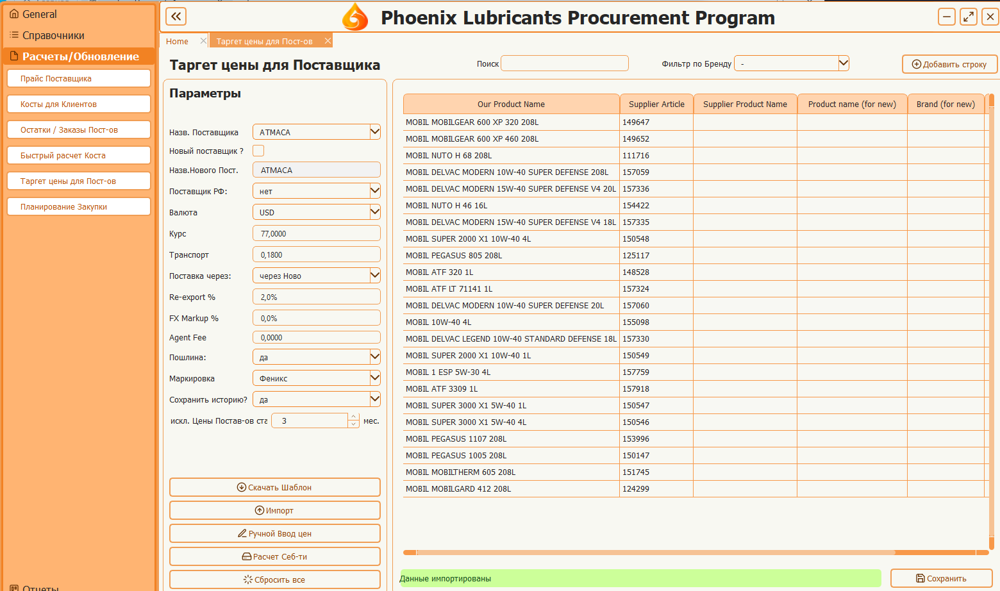 General
Справочники
Расчеты/Обновление
Прайс Поставщика
Косты для Клиентов
Остатки / Заказы Пост-ов
Быстрый расчет Коста
Таргет цены для Пост-ов
Планирование Закупки
Отчеты
Phoenix Lubricants Procurement Program
Home
Таргет цены для Пост-ов
Таргет цены для Поставщика
Поиск
Фильтр по Бренду -
Добавить строку
Параметры
Назв. Поставщика АТМАСА
Новый поставщик ?
Назв.Нового Пост. АТМАСА
Поставщик РФ: нет
Валюта USD
Курс 77,0000
Транспорт 0,1800
Поставка через: через Ново
Re-export % 2,0%
FX Markup % 0,0%
Agent Fee 0,0000
Пошлина: да
Маркировка Феникс
Сохранить историю? да
искл. Цены Постав-ов ста 3 мес.
Скачать Шаблон
Импорт
Ручной Ввод цен
Расчет Себ-ти
Сбросить все
Our Product Name Supplier Article Supplier Product Name Product name (for new) Brand (for new)
MOBIL MOBILGEAR 600 XP 320 208L 149647
MOBIL MOBILGEAR 600 XP 460 208L 149652
MOBIL NUTO H 68 208L 111716
MOBIL DELVAC MODERN 10W-40 SUPER DEFENSE 208L 157059
MOBIL DELVAC MODERN 15W-40 SUPER DEFENSE V4 20L 157336
MOBIL NUTO H 46 16L 154422
MOBIL DELVAC MODERN 15W-40 SUPER DEFENSE V4 18L 157335
MOBIL SUPER 2000 X1 10W-40 4L 150548
MOBIL PEGASUS 805 208L 125117
MOBIL ATF 320 1L 148528
MOBIL ATF LT 71141 1L 157324
MOBIL DELVAC MODERN 10W-40 SUPER DEFENSE 20L 157060
MOBIL 10W-40 4L 155098
MOBIL DELVAC LEGEND 10W-40 STANDARD DEFENSE 18L 157330
MOBIL SUPER 2000 X1 10W-40 1L 150549
MOBIL 1 ESP 5W-30 4L 157759
MOBIL ATF 3309 1L 157918
MOBIL SUPER 3000 X1 5W-40 1L 150547
MOBIL SUPER 3000 X1 5W-40 4L 150546
MOBIL PEGASUS 1107 208L 153996
MOBIL PEGASUS 1005 208L 150147
MOBIL MOBILTHERM 605 208L 151745
MOBIL MOBILGARD 412 208L 124299
Данные импортированы
Сохранить